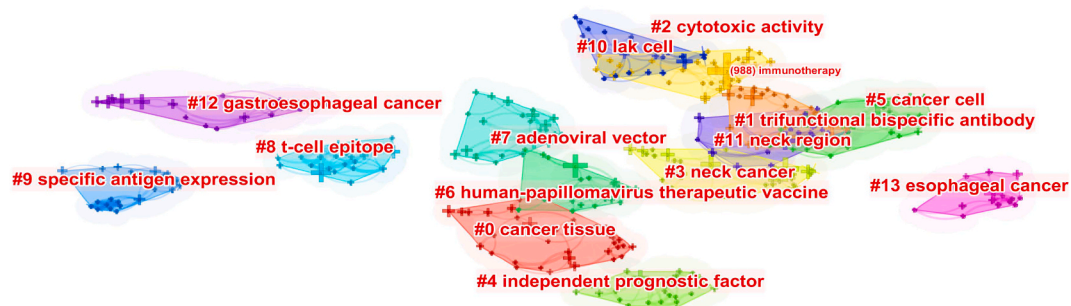 #2 cytotoxic activity
#10 lak cell
(988) immunotherapy
#12 gastroesophageal cancer
#5 cancer cell
#1 trifunctional bispecific antibody
#7 adenoviral vector
#11 neck region
#8 t-cell epitope
#3 neck cancer
#9 specific antigen expression
#13 esophageal cancer
#6 human-papillomavirus therapeutic vaccine
#0 cancer tissue
#4 independent prognostic factor